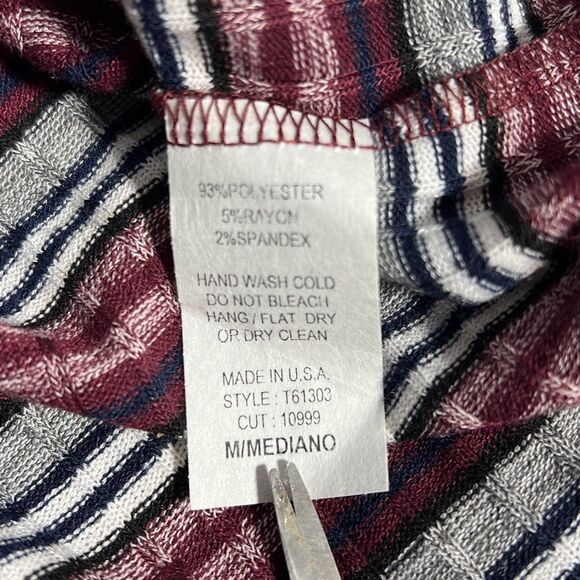 93%POLYESTER
5%RAYON
2%SPANDEX
HAND WASH COLD
DO NOT BLEACH
HANG / FLAT DRY
OR DRY CLEAN
MADE IN U.S.A.
STYLE : T61303
CUT : 10999
M/MEDIANO